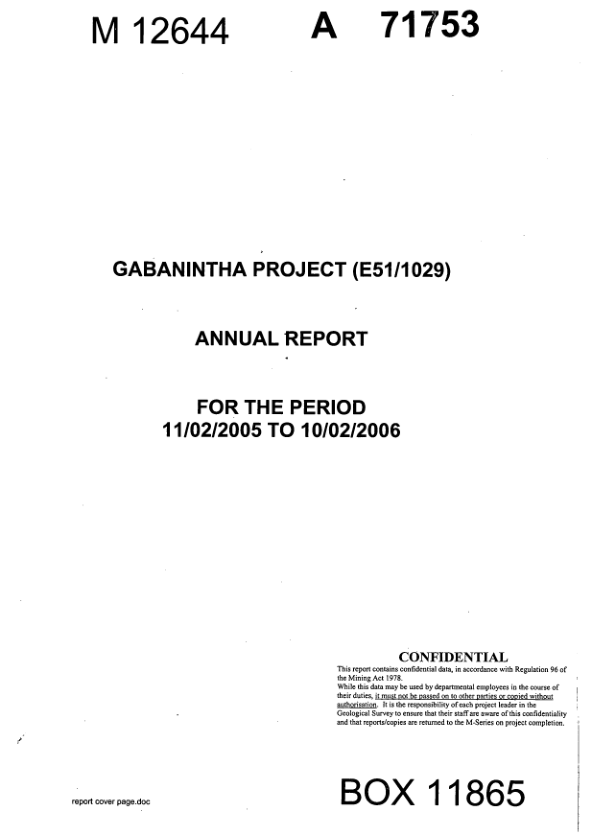 M 12644 A 71753
GABANINTHA PROJECT (E51/1029)
ANNUAL REPORT
FOR THE PERIOD
11/02/2005 TO 10/02/2006
CONFIDENTIAL
This report contains confidential data, in accordance with Regulation 96 of
the Mining Act 1978.
While this data may be used by departmental employees in the course of
their duties, it must not be passed on to other parties or copied without
authorisation. It is the responsibility of each project leader in the
Geological Survey to ensure that their staff are aware of this confidentiality
and that reports/copies are returned to the M-Series on project completion.
report cover page.doc
BOX 11865